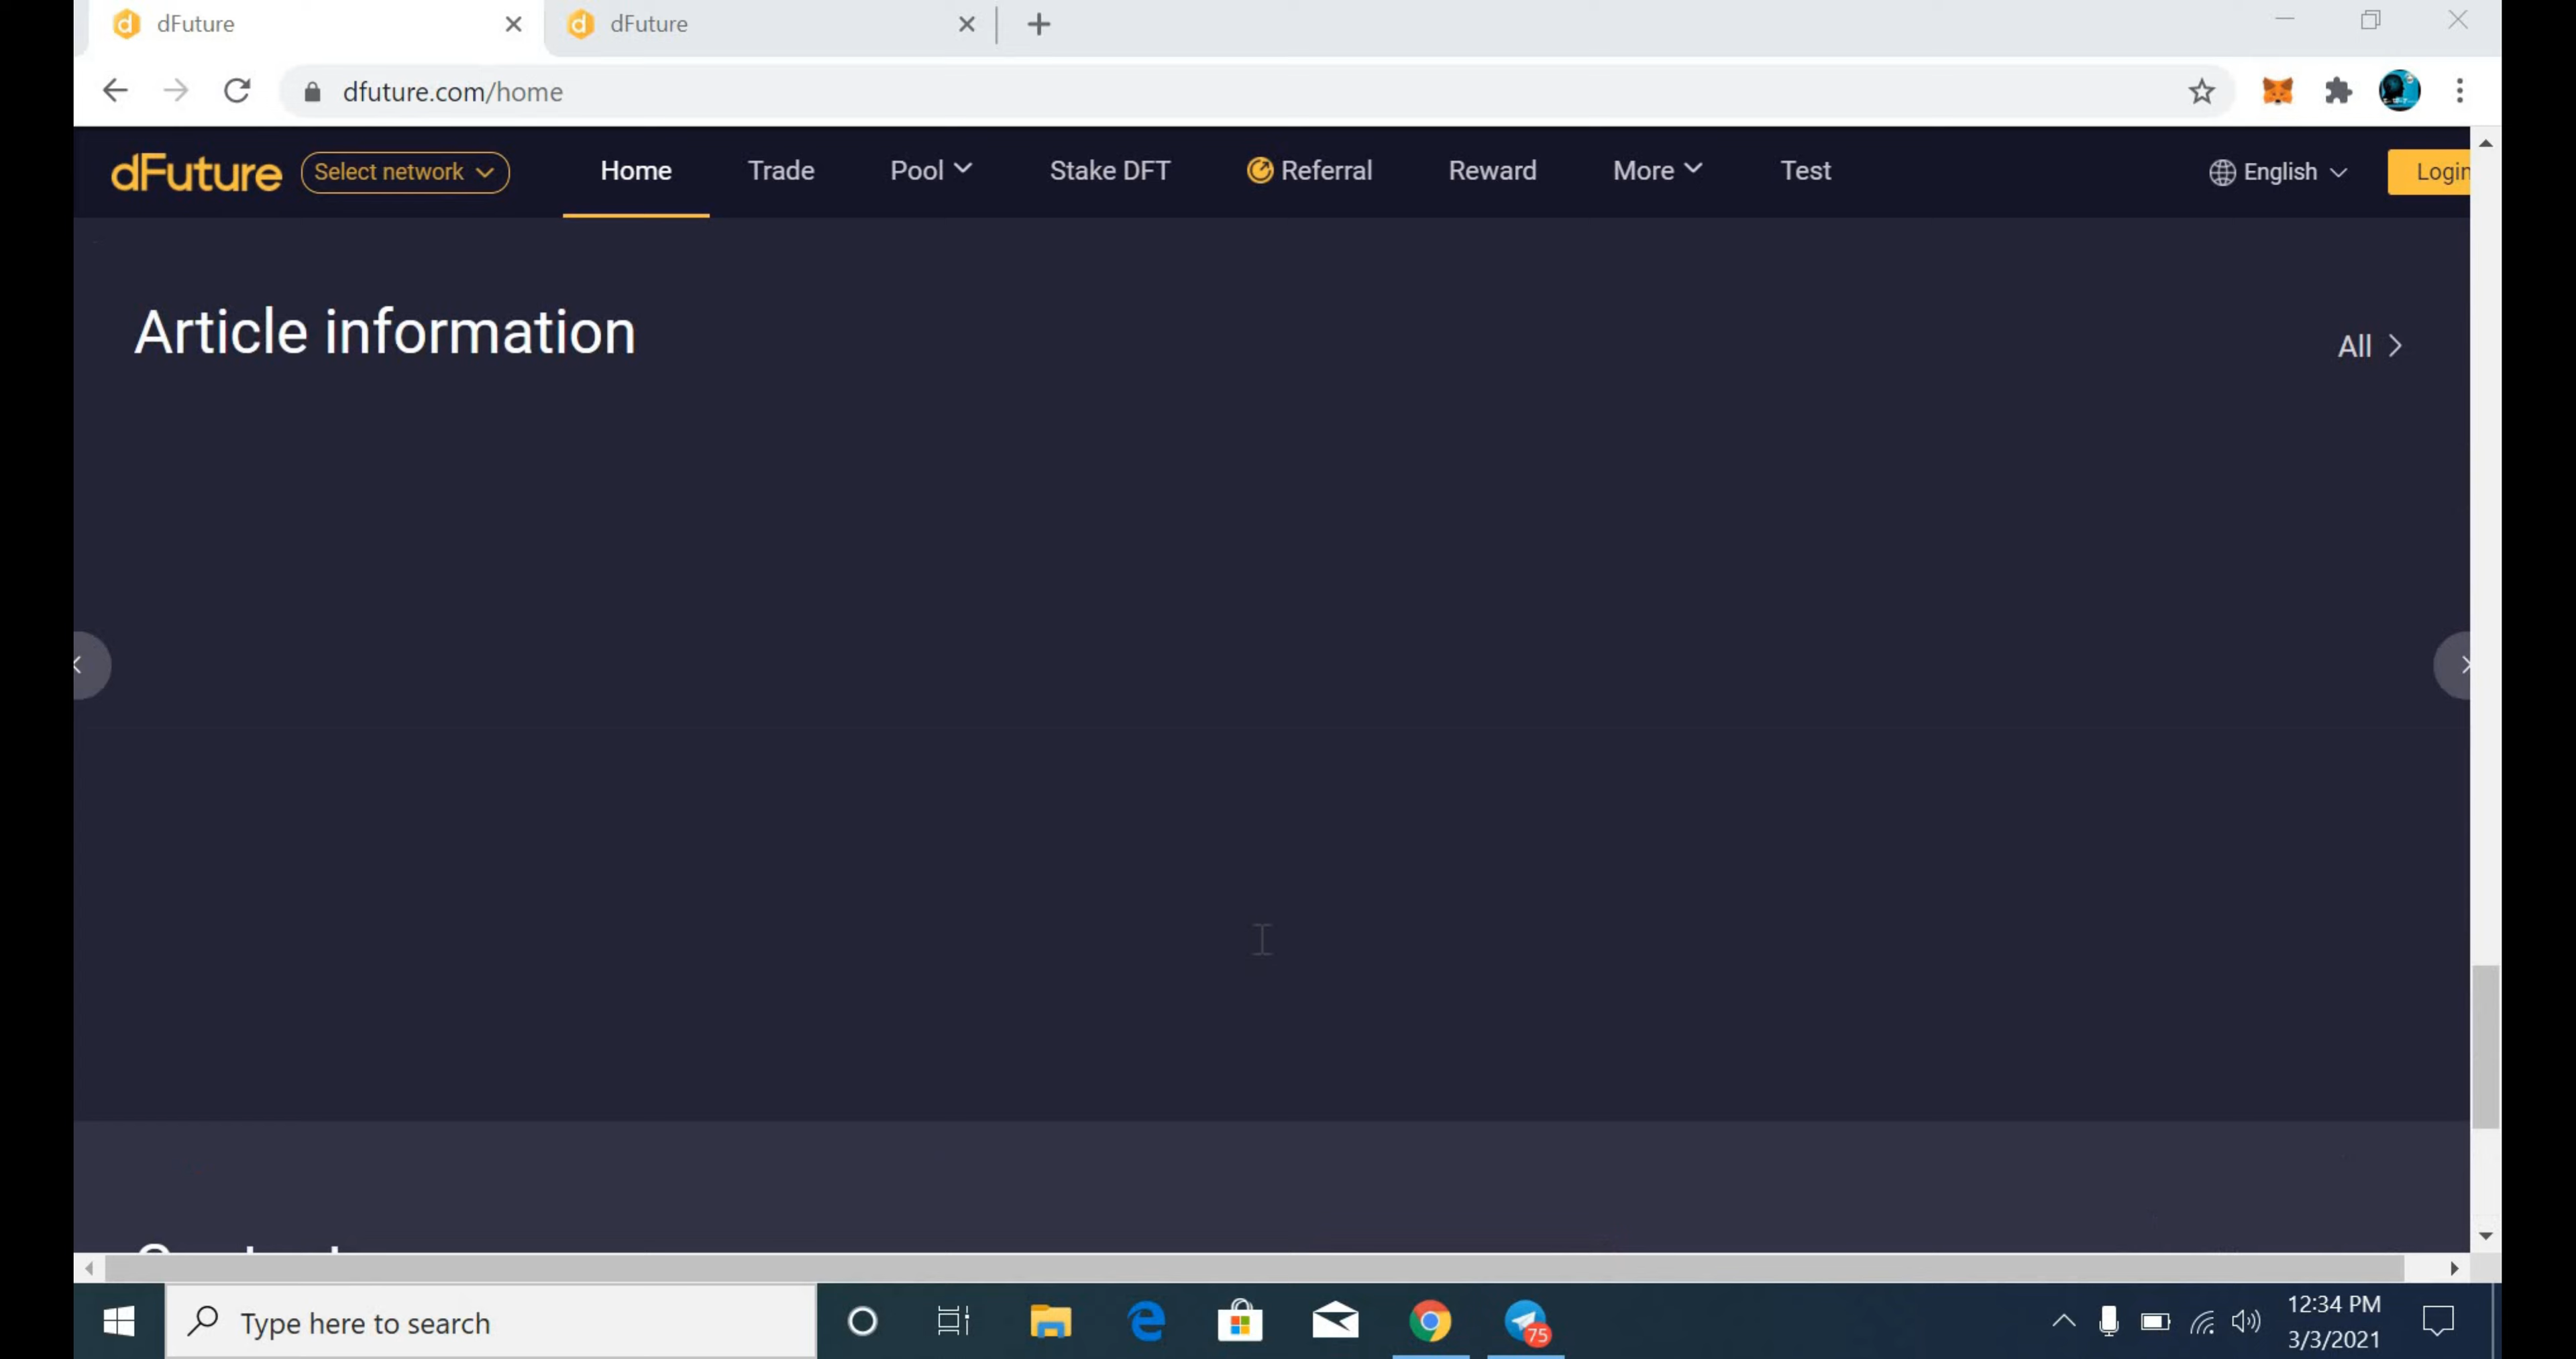 dFuture
dFuture
dfuture.com/home
dFuture Select network Home Trade Pool Stake DFT Referral Reward More Test English Login
Article information
All
Type here to search
75
12:34 PM
3/3/2021